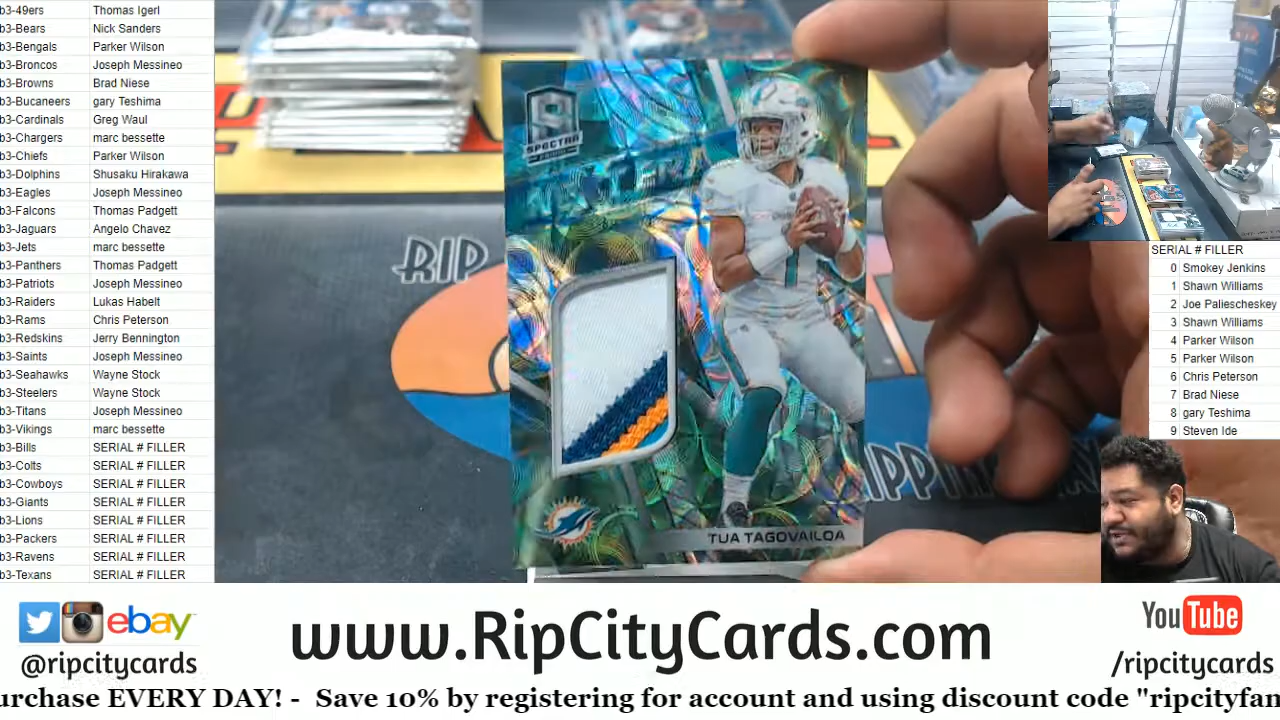 b3-49ers Thomas Igerl
b3-Bears Nick Sanders
b3-Bengals Parker Wilson
b3-Broncos Joseph Messineo
b3-Browns Brad Niese
b3-Bucaneers gary Teshima
b3-Cardinals Greg Waul
b3-Chargers marc bessette
b3-Chiefs Parker Wilson
b3-Dolphins Shusaku Hirakawa
b3-Eagles Joseph Messineo
b3-Falcons Thomas Padgett
b3-Jaguars Angelo Chavez
b3-Jets marc bessette
b3-Panthers Thomas Padgett
b3-Patriots Joseph Messineo
b3-Raiders Lukas Habelt
b3-Rams Chris Peterson
b3-Redskins Jerry Bennington
b3-Saints Joseph Messineo
b3-Seahawks Wayne Stock
b3-Steelers Wayne Stock
b3-Titans Joseph Messineo
b3-Vikings marc bessette
b3-Bills SERIAL # FILLER
b3-Colts SERIAL # FILLER
b3-Cowboys SERIAL # FILLER
b3-Giants SERIAL # FILLER
b3-Lions SERIAL # FILLER
b3-Packers SERIAL # FILLER
b3-Ravens SERIAL # FILLER
b3-Texans SERIAL # FILLER
RIP
S
SPECTRA
1
TUA TAGOVAILOA
SERIAL # FILLER
0 Smokey Jenkins
1 Shawn Williams
2 Joe Paliescheskey
3 Shawn Williams
4 Parker Wilson
5 Parker Wilson
6 Chris Peterson
7 Brad Niese
8 gary Teshima
9 Steven Ide
ebay
@ripcitycards
www.RipCityCards.com
YouTube
/ripcitycards
urchase EVERY DAY! - Save 10% by registering for account and using discount code "ripcityfan